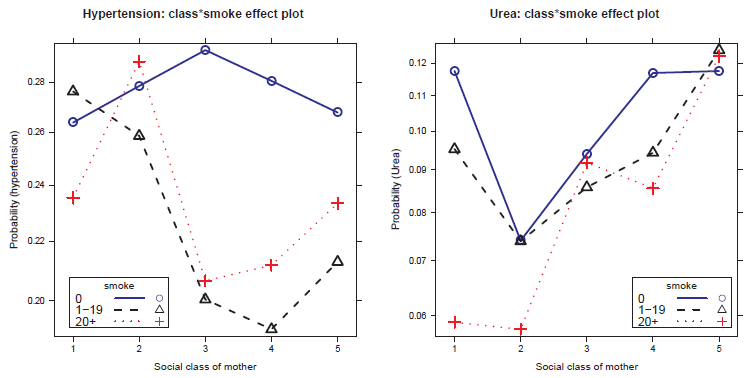 Hypertension: class*smoke effect plot
Probability (hypertension)
0.28
0.26
0.24
0.22
0.20
smoke
0
1−19
20+
1 2 3 4 5
Social class of mother
Urea: class*smoke effect plot
Probability (Urea)
0.12
0.11
0.10
0.09
0.08
0.07
0.06
smoke
0
1−19
20+
1 2 3 4 5
Social class of mother